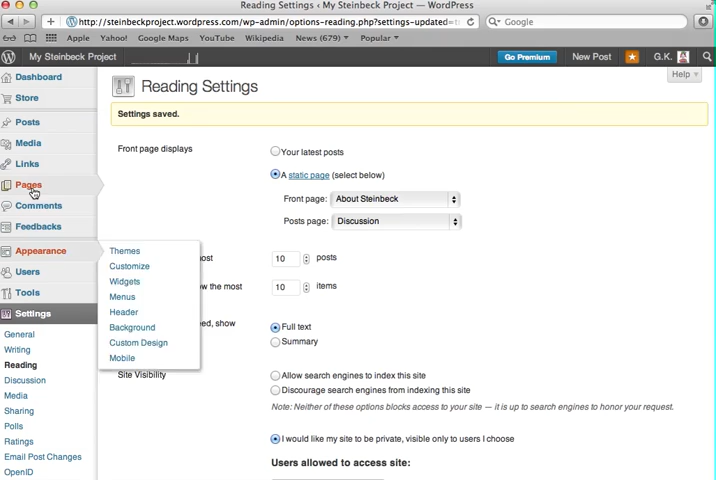 Reading Settings ‹ My Steinbeck Project — WordPress
http://steinbeckproject.wordpress.com/wp-admin/options-reading.php?settings-updated=t
Google
Apple Yahoo! Google Maps YouTube Wikipedia News (679) Popular
My Steinbeck Project
Go Premium
New Post
G.K.
Dashboard
Store
Posts
Media
Links
Pages
Comments
Feedbacks
Appearance
Users
Tools
Settings
General
Writing
Reading
Discussion
Media
Sharing
Polls
Ratings
Email Post Changes
OpenID
Themes
Customize
Widgets
Menus
Header
Background
Custom Design
Mobile
Help
Reading Settings
Settings saved.
Front page displays
Your latest posts
A static page (select below)
Front page: About Steinbeck
Posts page: Discussion
most 10 posts
ow the most 10 items
eed, show
Full text
Summary
Site Visibility
Allow search engines to index this site
Discourage search engines from indexing this site
Note: Neither of these options blocks access to your site — it is up to search engines to honor your request.
I would like my site to be private, visible only to users I choose
Users allowed to access site: